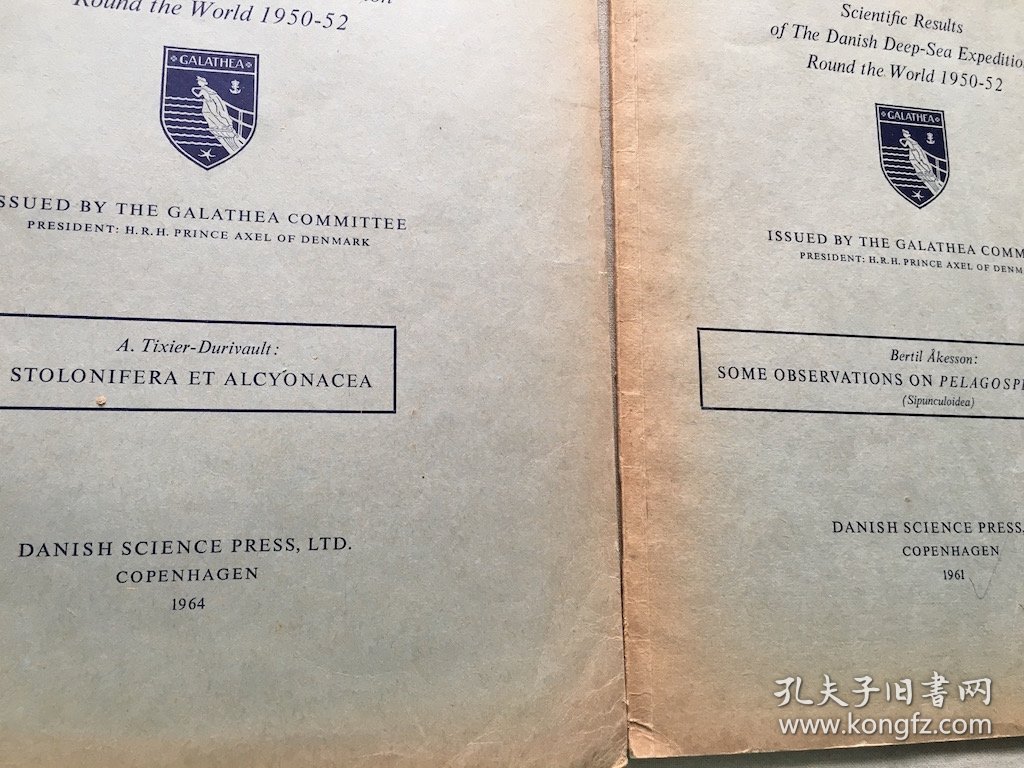 Round the World 1950-52
GALATHEA
ISSUED BY THE GALATHEA COMMITTEE
PRESIDENT: H.R.H. PRINCE AXEL OF DENMARK
A. Tixier-Durivault:
STOLONIFERA ET ALCYONACEA
DANISH SCIENCE PRESS, LTD.
COPENHAGEN
1964
Scientific Results
of The Danish Deep-Sea Expedition
Round the World 1950-52
GALATHEA
ISSUED BY THE GALATHEA COMM
PRESIDENT: H.R.H. PRINCE AXEL OF DENM
Bertil Åkesson:
SOME OBSERVATIONS ON PELAGOSP
(Sipunculoidea)
DANISH SCIENCE PRESS,
COPENHAGEN
1961
孔夫子旧书网
www.kongfz.com